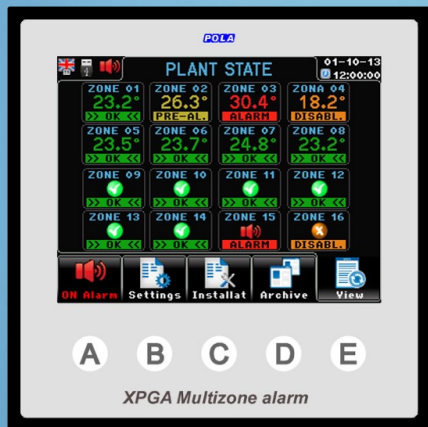 POLA
PLANT STATE
01-10-13
12:00:00
ZONE 01 ZONE 02 ZONE 03 ZONA 04
23.2° 26.3° 30.4° 18.2°
>> OK << PRE-AL. ALARM DISABL.
ZONE 05 ZONE 06 ZONE 07 ZONE 08
23.5° 23.7° 24.8° 23.2°
>> OK << >> OK << >> OK << >> OK <<
ZONE 09 ZONE 10 ZONE 11 ZONE 12
>> OK << >> OK << >> OK << >> OK <<
ZONE 13 ZONE 14 ZONE 15 ZONE 16
>> OK << >> OK << ALARM DISABL.
ON Alarm Settings Installat Archive View
A B C D E
XPGA Multizone alarm